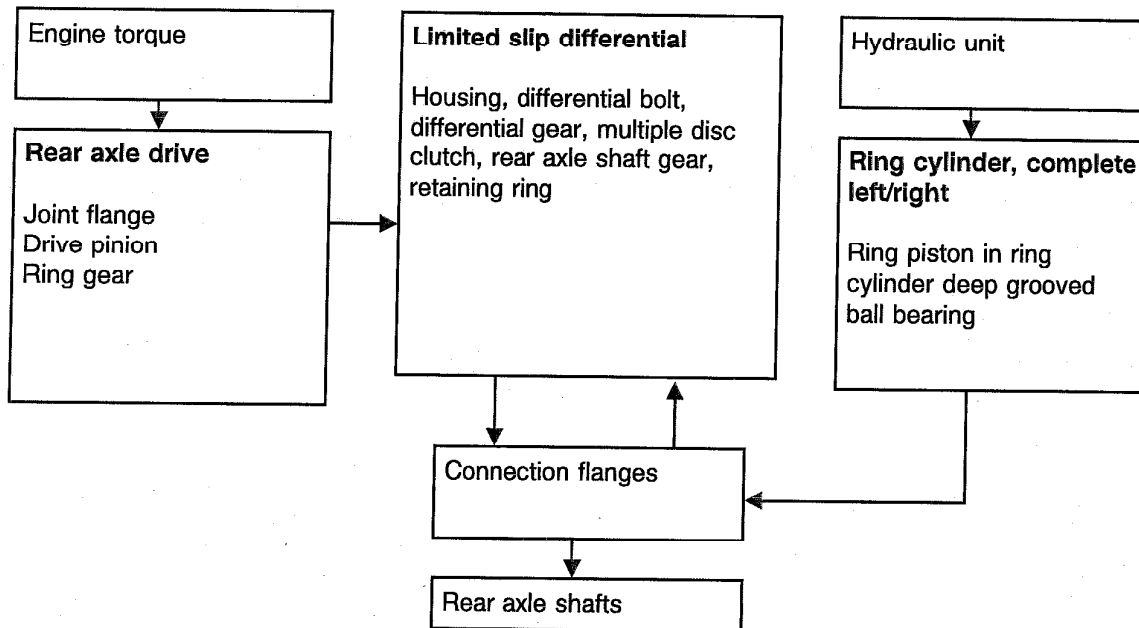 Engine torque
Rear axle drive
Joint flange
Drive pinion
Ring gear
Limited slip differential
Housing, differential bolt,
differential gear, multiple disc
clutch, rear axle shaft gear,
retaining ring
Hydraulic unit
Ring cylinder, complete
left/right
Ring piston in ring
cylinder deep grooved
ball bearing
Connection flanges
Rear axle shafts